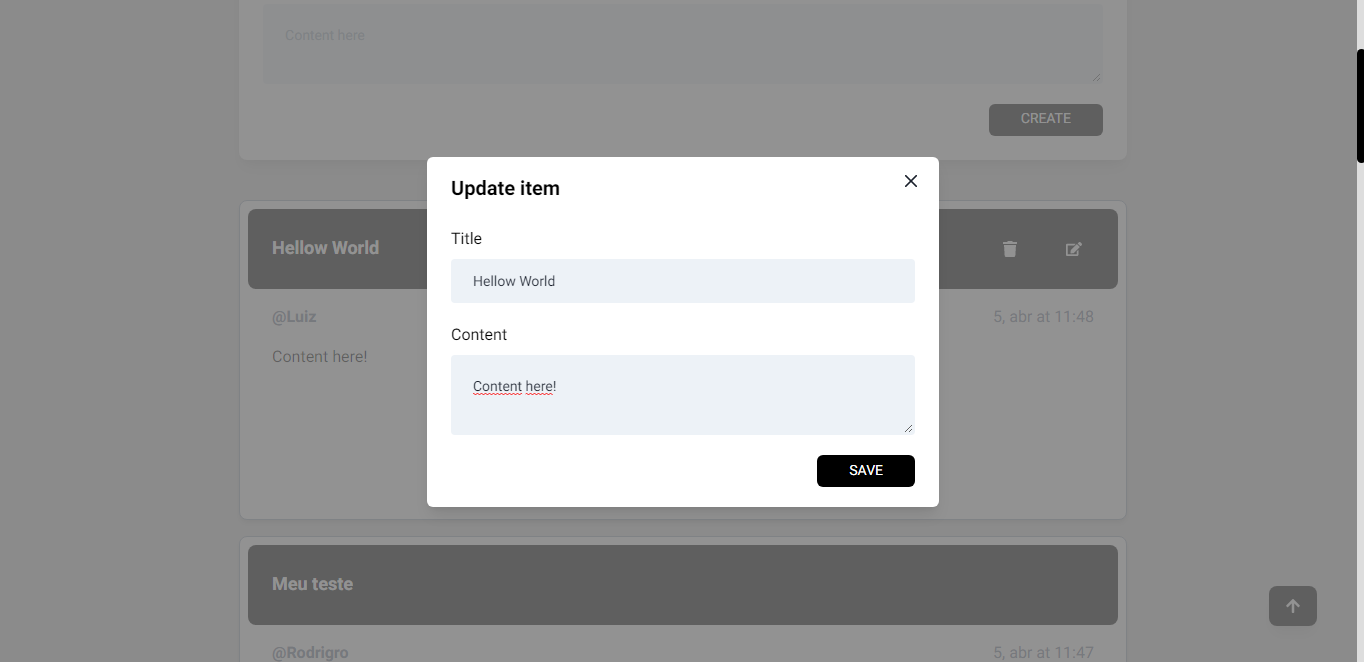 Content here
CREATE
Update item
Title
Hellow World
Content
Content here!
SAVE
Hellow World
@Luiz
5, abr at 11:48
Content here!
Meu teste
@Rodrigro
5, abr at 11:47